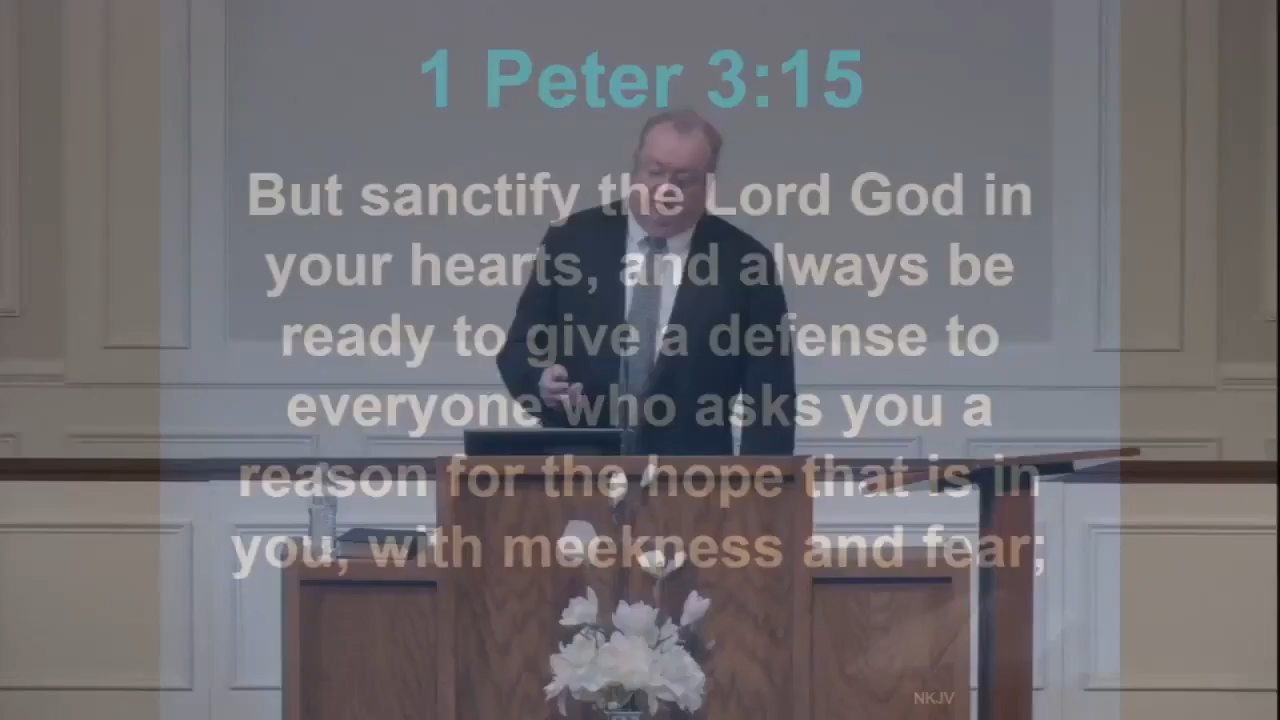 1 Peter 3:15
But sanctify the Lord God in
your hearts, and always be
ready to give a defense to
everyone who asks you a
reason for the hope that is in
you, with meekness and fear;
NKJV